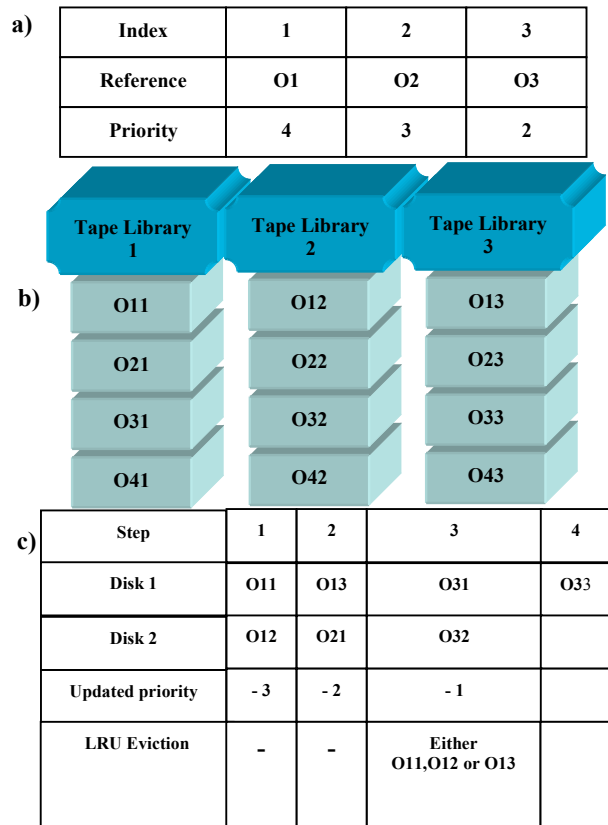 a)
Index 1 2 3
Reference O1 O2 O3
Priority 4 3 2
Tape Library 1
Tape Library 2
Tape Library 3
b)
O11 O12 O13
O21 O22 O23
O31 O32 O33
O41 O42 O43
c)
Step 1 2 3 4
Disk 1 O11 O13 O31 O33
Disk 2 O12 O21 O32
Updated priority - 3 - 2 - 1
LRU Eviction - - Either
O11,O12 or O13